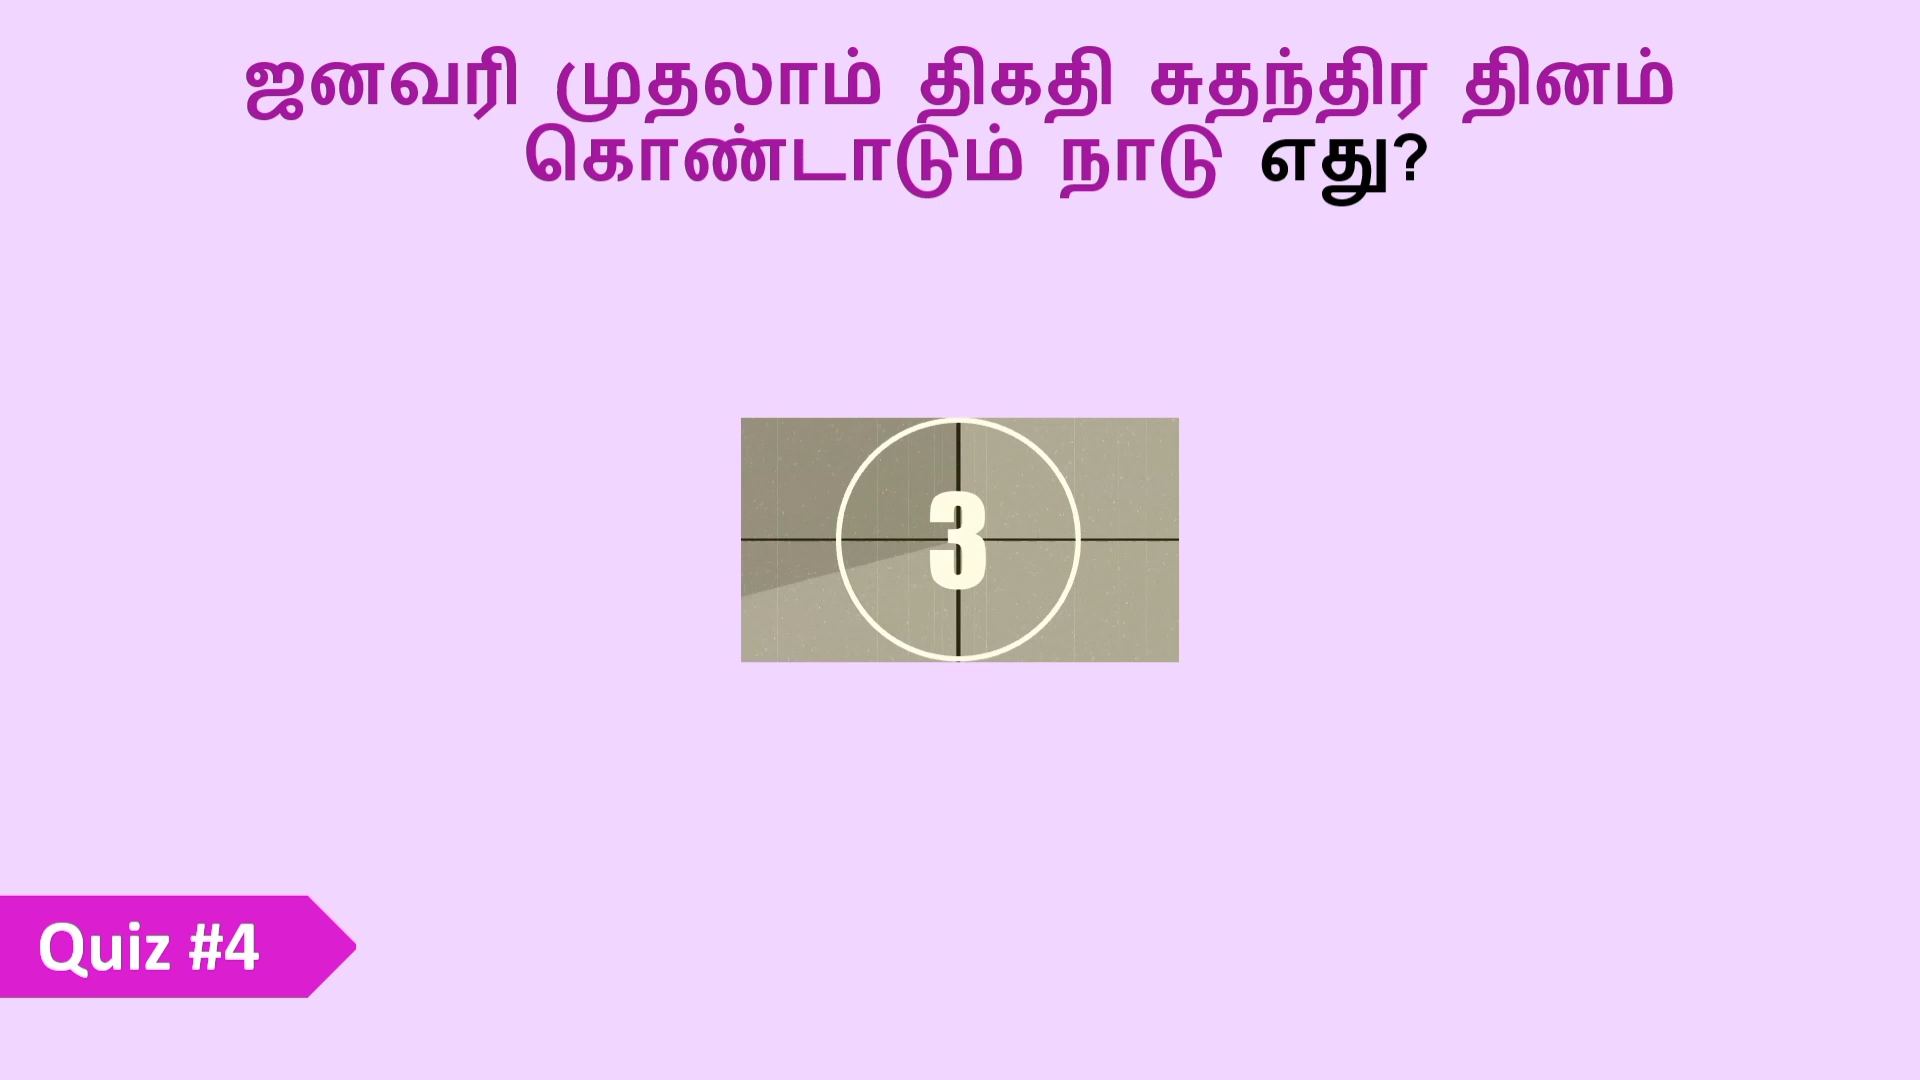 ஜனவரி முதலாம் திகதி சுதந்திர தினம்
கொண்டாடும் நாடு எது?
3
Quiz #4